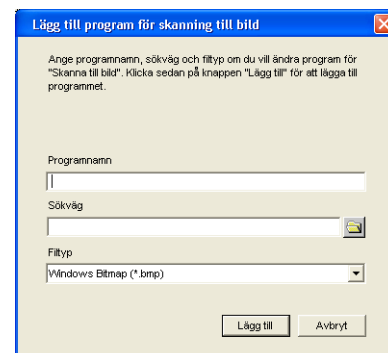 Lägg till program för skanning till bild
Ange programnamn, sökväg och filtyp om du vill ändra program för
"Skanna till bild". Klicka sedan på knappen "Lägg till" för att lägga till
programmet.
Programnamn
Sökväg
Filtyp
Windows Bitmap (*.bmp)
Lägg till
Avbryt